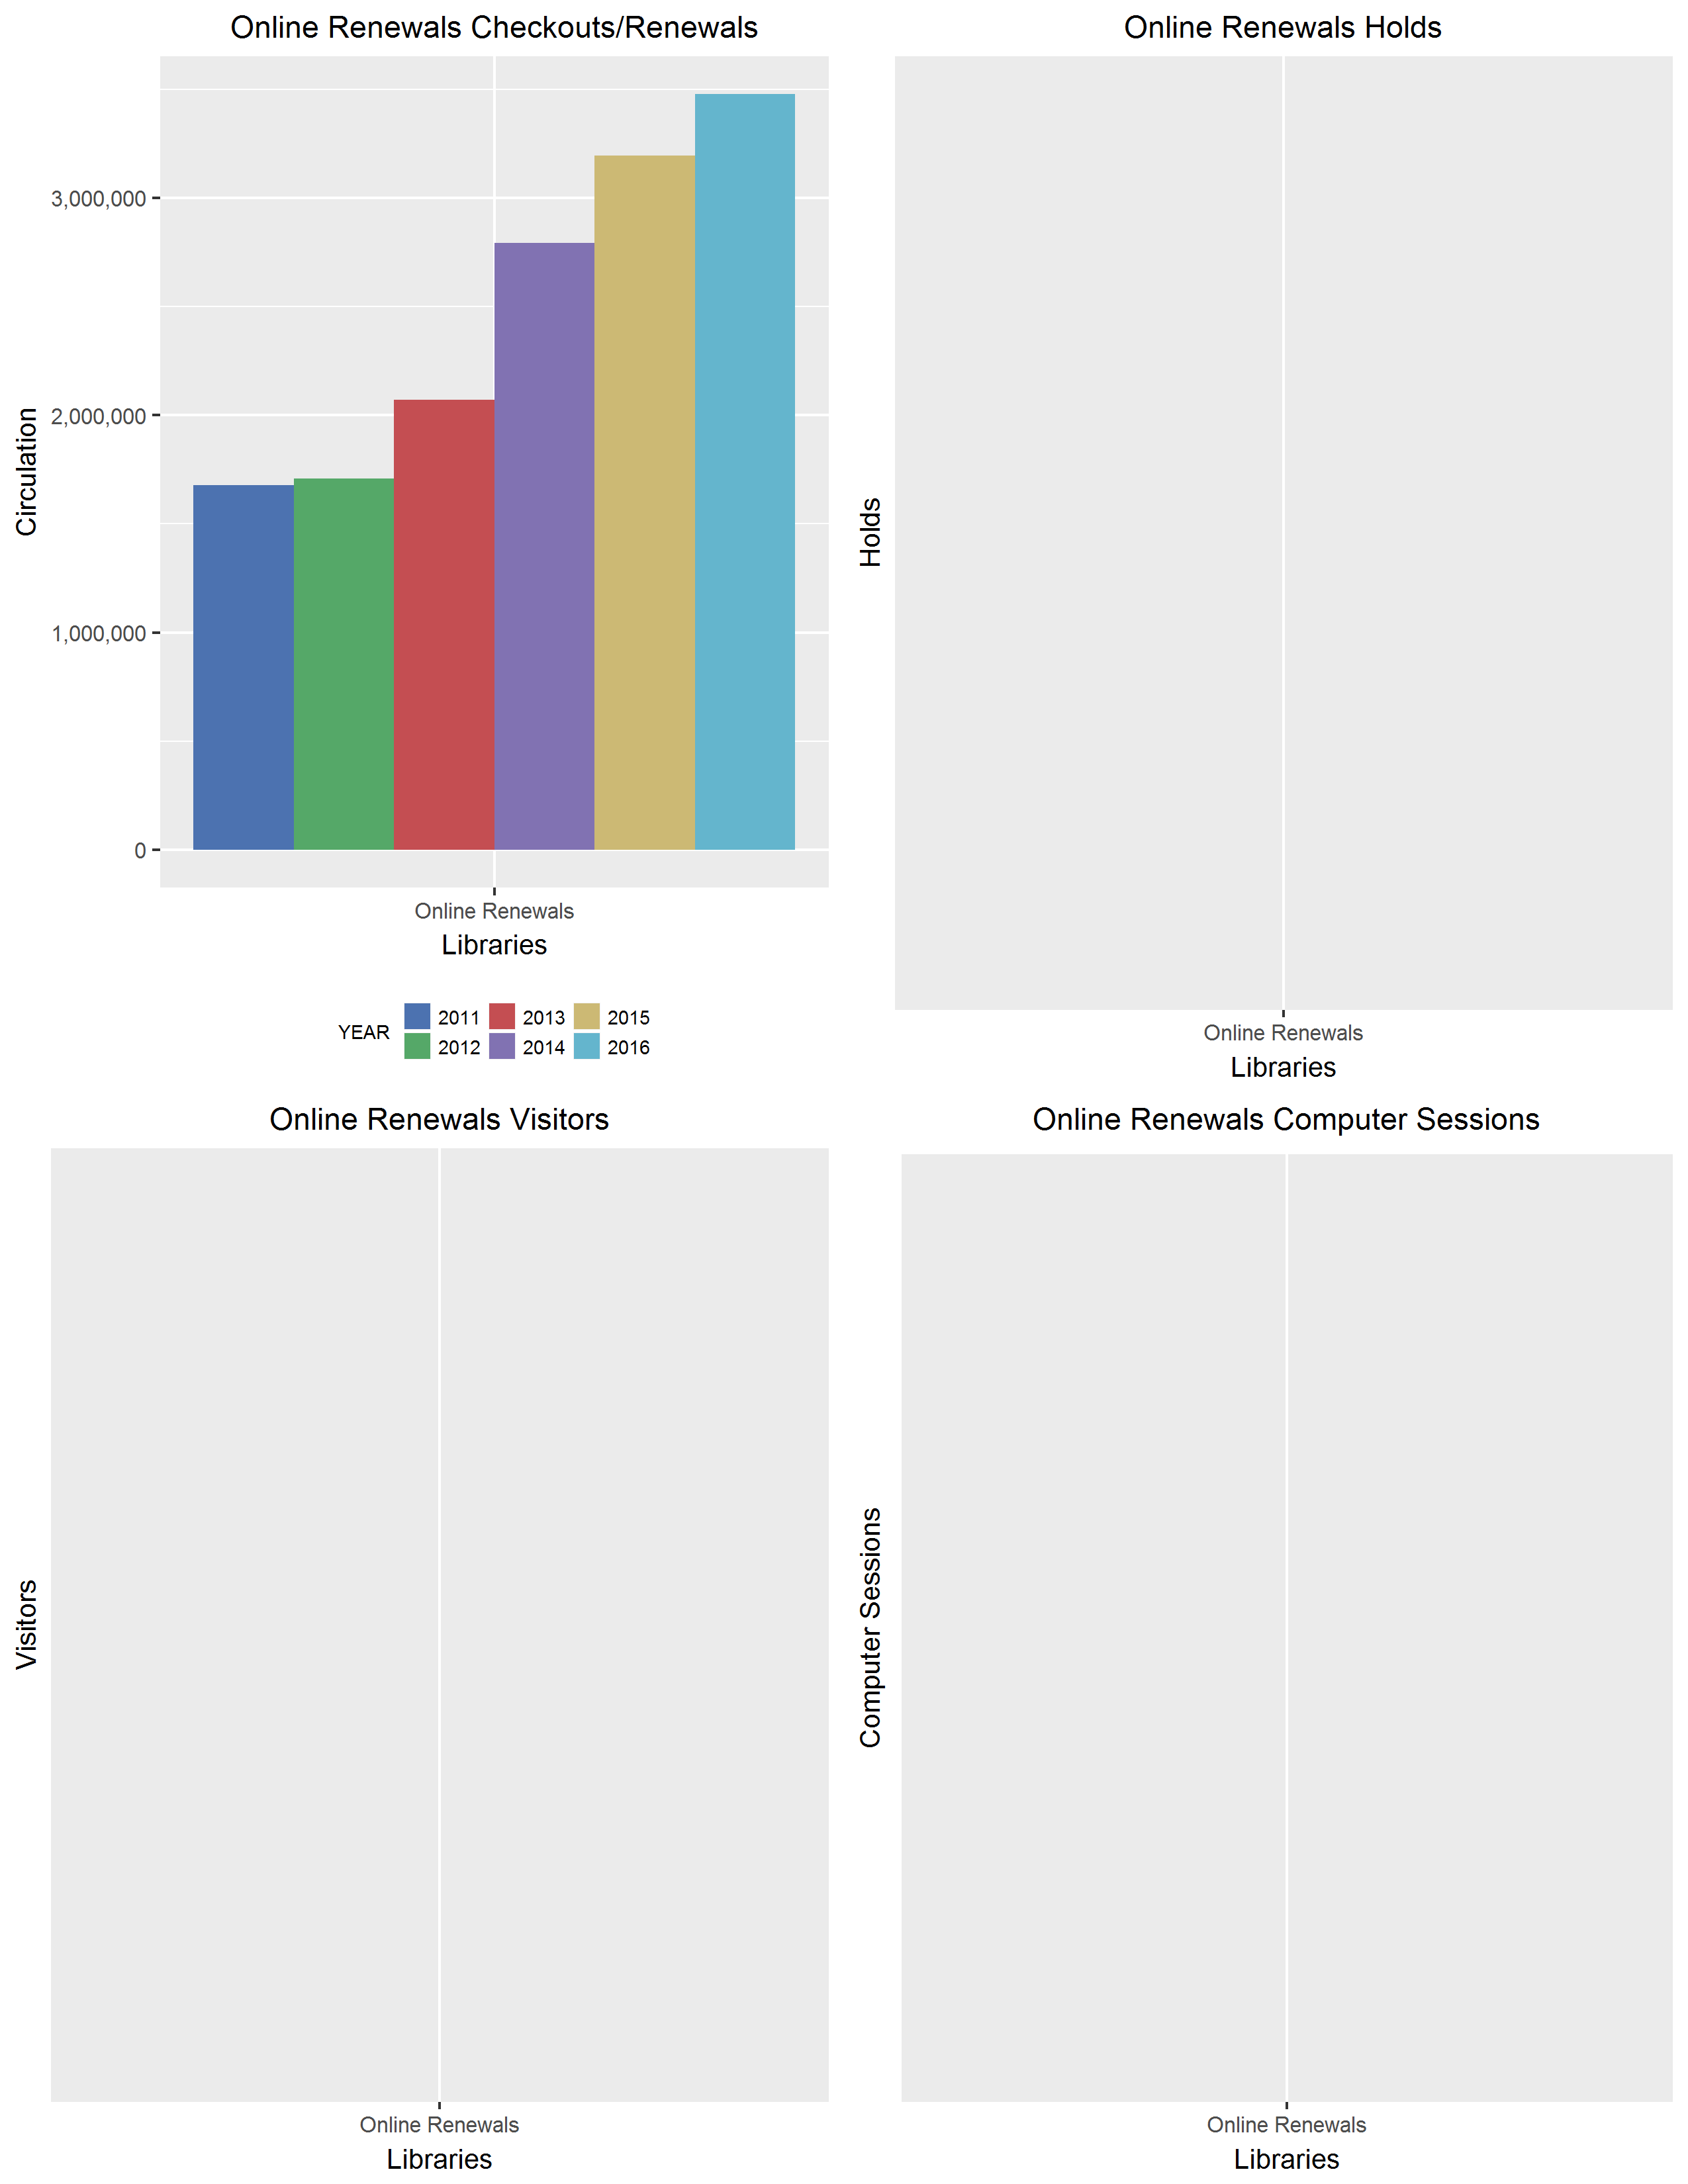 Online Renewals Checkouts/Renewals
Circulation
3,000,000
2,000,000
1,000,000
0
Online Renewals
Libraries
YEAR
2011 2013 2015
2012 2014 2016
Online Renewals Holds
Holds
Online Renewals
Libraries
Online Renewals Visitors
Visitors
Online Renewals
Libraries
Online Renewals Computer Sessions
Computer Sessions
Online Renewals
Libraries